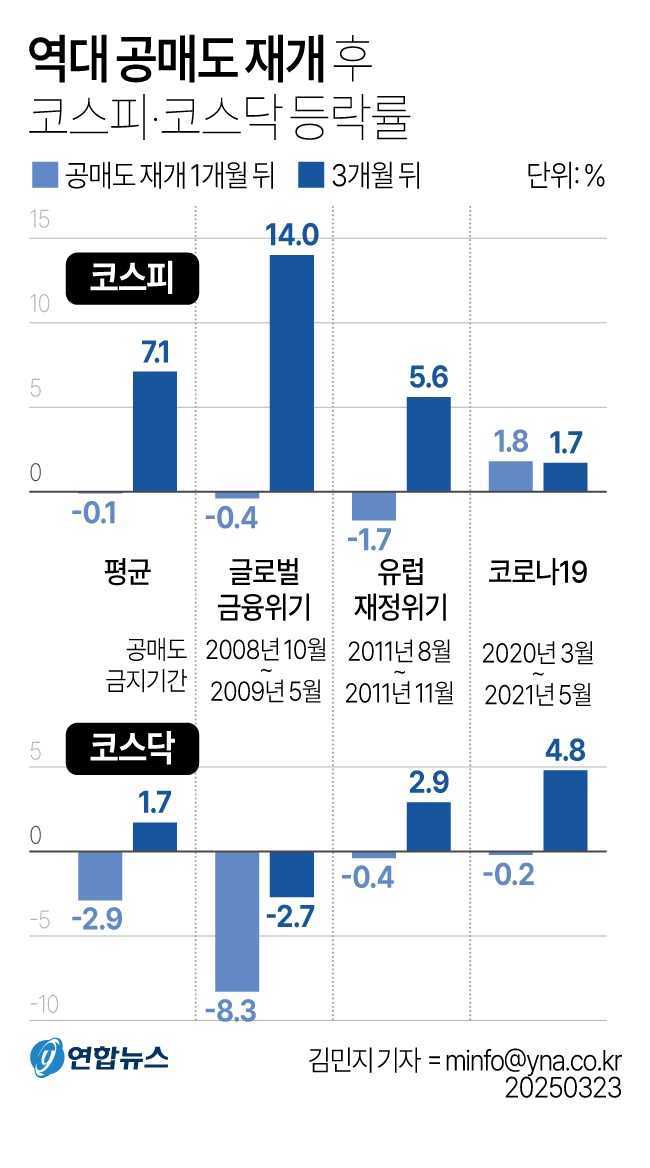 역대 공매도 재개 후
코스피·코스닥 등락률
공매도 재개 1개월 뒤 3개월 뒤 단위: %
15
10
5
0
코스피
-0.1
7.1
-0.4
14.0
-1.7
5.6
1.8
1.7
평균
글로벌
금융위기
유럽
재정위기
코로나19
공매도
금지기간
2008년 10월
~
2009년 5월
2011년 8월
~
2011년 11월
2020년 3월
~
2021년 5월
코스닥
5
0
-5
-10
-2.9
1.7
-8.3
-2.7
-0.4
2.9
-0.2
4.8
y 연합뉴스
김민지 기자 = minfo@yna.co.kr
20250323